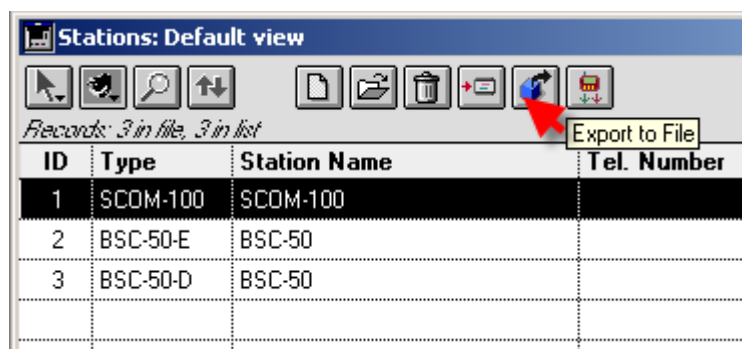 Stations: Default view
Records: 3 in file, 3 in list
Export to File
ID Type Station Name Tel. Number
1 SCOM-100 SCOM-100
2 BSC-50-E BSC-50
3 BSC-50-D BSC-50